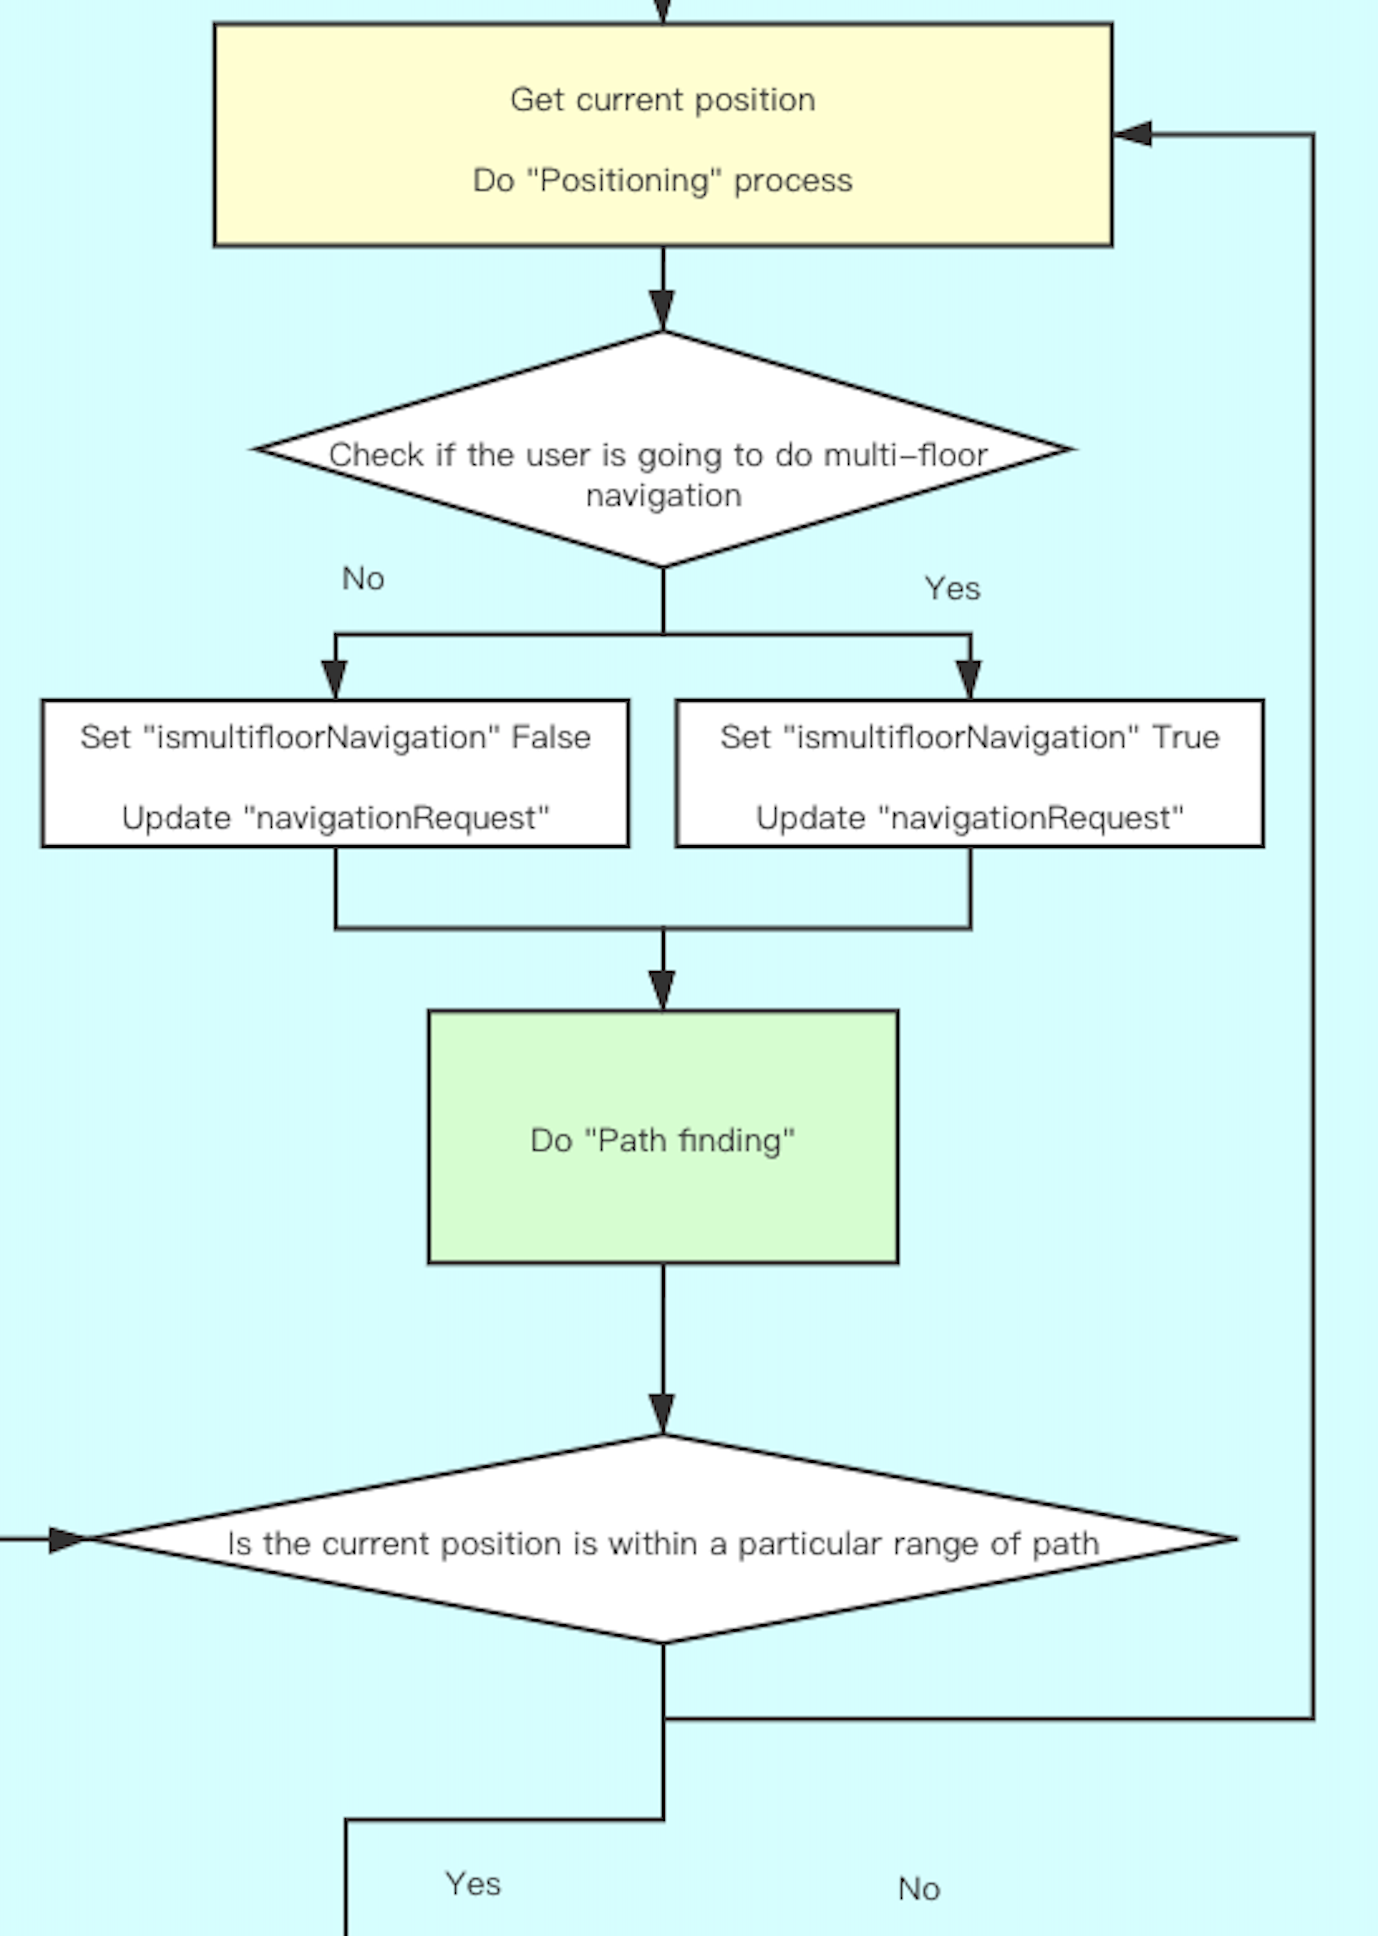 Get current position
Do "Positioning" process
Check if the user is going to do multi–floor
navigation
No
Yes
Set "ismultifloorNavigation" False
Update "navigationRequest"
Set "ismultifloorNavigation" True
Update "navigationRequest"
Do "Path finding"
Is the current position is within a particular range of path
Yes
No